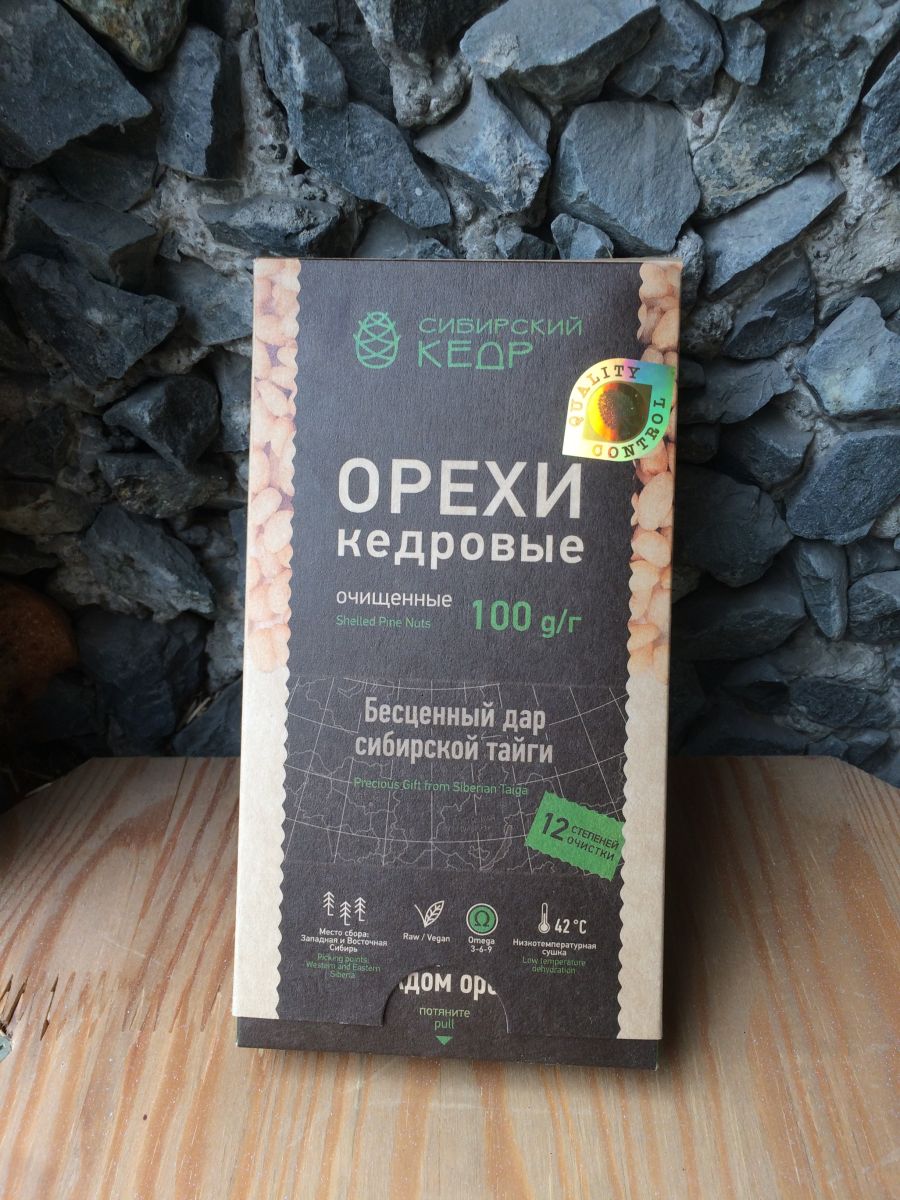 СИБИРСКИЙ
КЕДР
QUALITY
CONTROL
ОРЕХИ
кедровые
очищенные
Shelled Pine Nuts
100 g/г
Бесценный дар
сибирской тайги
Precious Gift from Siberian Taiga
12 СТЕПЕНЕЙ
ОЧИСТКИ
Место сбора:
Западная и Восточная
Сибирь
Picking points:
Western and Eastern
Siberia
Raw / Vegan
Omega
3-6-9
42 °C
Низкотемпературная
сушка
Low temperature
dehydration
потяните
pull